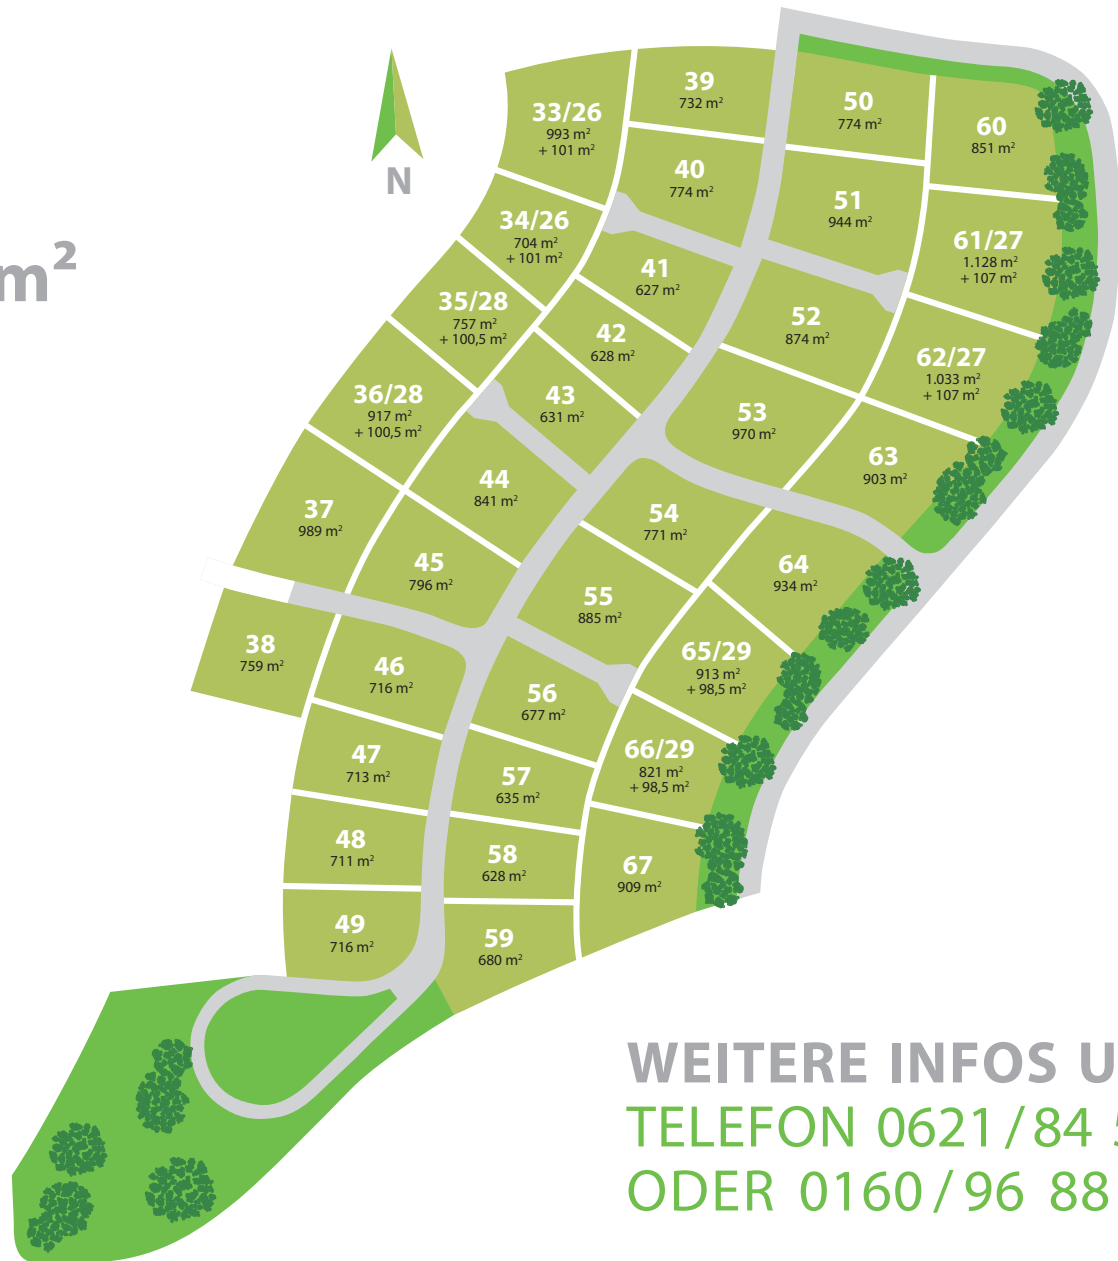 m²
N
33/26
993 m²
+ 101 m²
39
732 m²
50
774 m²
60
851 m²
40
774 m²
51
944 m²
34/26
704 m²
+ 101 m²
61/27
1.128 m²
+ 107 m²
41
627 m²
35/28
757 m²
+ 100,5 m²
42
628 m²
52
874 m²
62/27
1.033 m²
+ 107 m²
36/28
917 m²
+ 100,5 m²
43
631 m²
53
970 m²
63
903 m²
44
841 m²
37
989 m²
54
771 m²
45
796 m²
64
934 m²
55
885 m²
38
759 m²
46
716 m²
65/29
913 m²
+ 98,5 m²
56
677 m²
47
713 m²
66/29
821 m²
+ 98,5 m²
57
635 m²
48
711 m²
58
628 m²
67
909 m²
49
716 m²
59
680 m²
WEITERE INFOS U
TELEFON 0621 / 84 5
ODER 0160 / 96 88